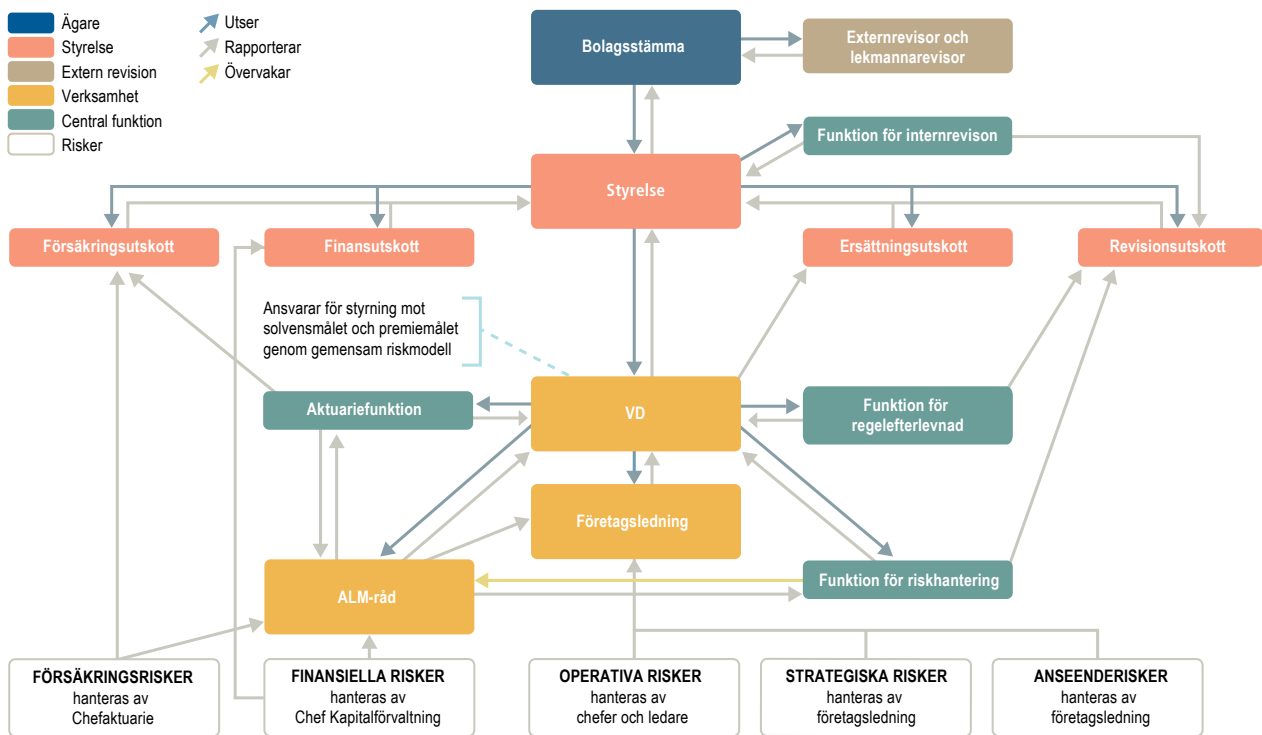 Ägare
Styrelse
Extern revision
Verksamhet
Central funktion
Risker
Utser
Rapporterar
Övervakar
Bolagsstämma
Externrevisor och
lekmannarevisor
Funktion för internrevison
Styrelse
Försäkringsutskott
Finansutskott
Ersättningsutskott
Revisionsutskott
Ansvarar för styrning mot
solvensmålet och premiemålet
genom gemensam riskmodell
Aktuariefunktion
VD
Funktion för
regelefterlevnad
Företagsledning
ALM-råd
Funktion för riskhantering
FÖRSÄKRINGSRISKER
hanteras av
Chefaktuarie
FINANSIELLA RISKER
hanteras av
Chef Kapitalförvaltning
OPERATIVA RISKER
hanteras av
chefer och ledare
STRATEGISKA RISKER
hanteras av
företagsledning
ANSEENDERISKER
hanteras av
företagsledning